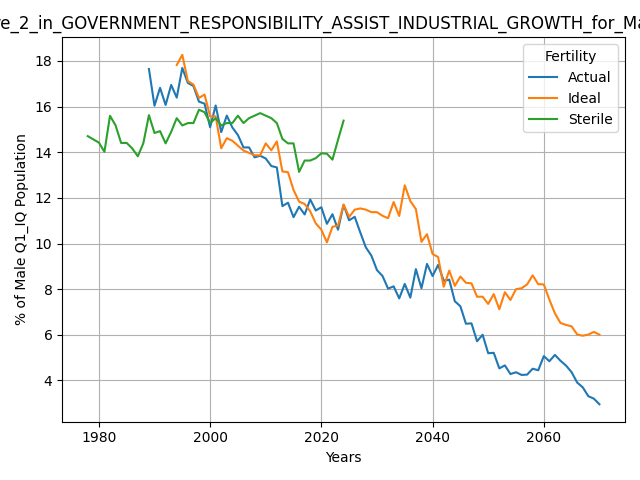 re_2_in_GOVERNMENT_RESPONSIBILITY_ASSIST_INDUSTRIAL_GROWTH_for_Ma
Fertility
Actual
Ideal
Sterile
% of Male Q1_IQ Population
18
16
14
12
10
8
6
4
1980 2000 2020 2040 2060
Years